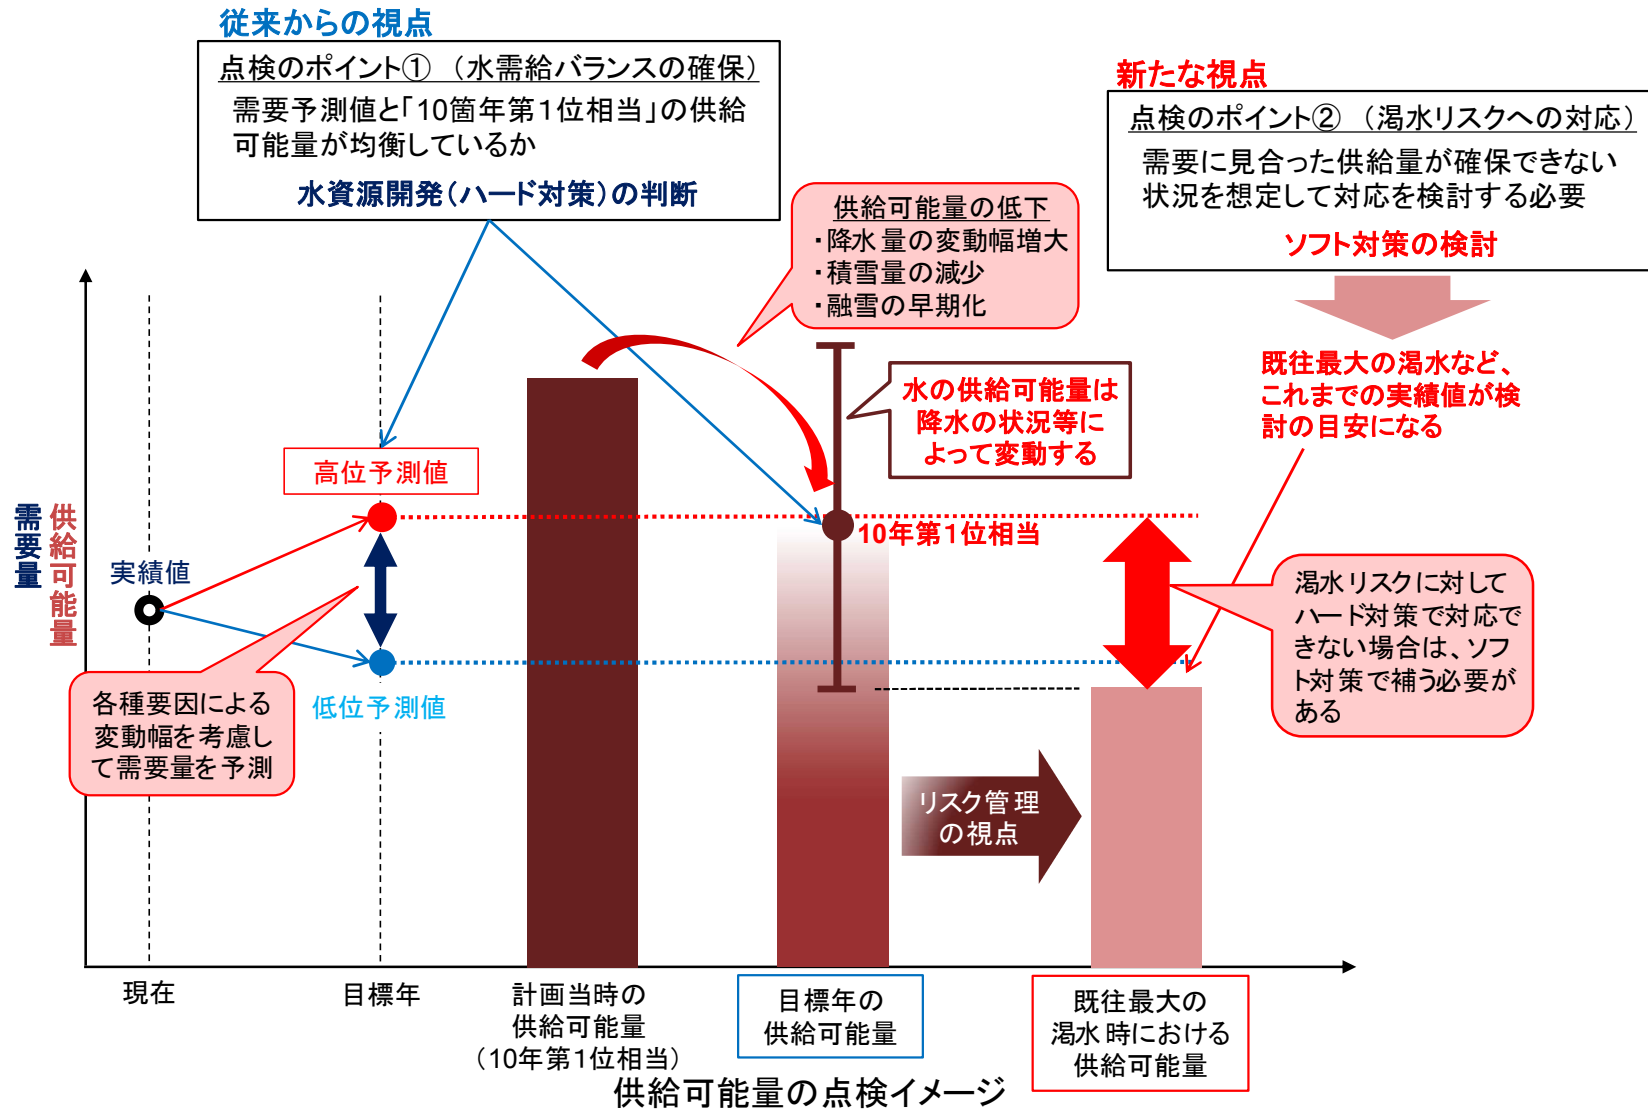 従来からの視点
点検のポイント① （水需給バランスの確保）
需要予測値と「10箇年第１位相当」の供給
可能量が均衡しているか
水資源開発（ハード対策）の判断
新たな視点
点検のポイント② （渇水リスクへの対応）
需要に見合った供給量が確保できない
状況を想定して対応を検討する必要
ソフト対策の検討
供給可能量の低下
・降水量の変動幅増大
・積雪量の減少
・融雪の早期化
既往最大の渇水など、
これまでの実績値が検
討の目安になる
水の供給可能量は
降水の状況等に
よって変動する
高位予測値
需要量
供給可能量
10年第１位相当
実績値
渇水リスクに対して
ハード対策で対応で
きない場合は、ソフ
ト対策で補う必要が
ある
各種要因による
変動幅を考慮し
て需要量を予測
低位予測値
リスク管理
の視点
現在
目標年
計画当時の
供給可能量
（10年第１位相当）
目標年の
供給可能量
既往最大の
渇水時における
供給可能量
供給可能量の点検イメージ